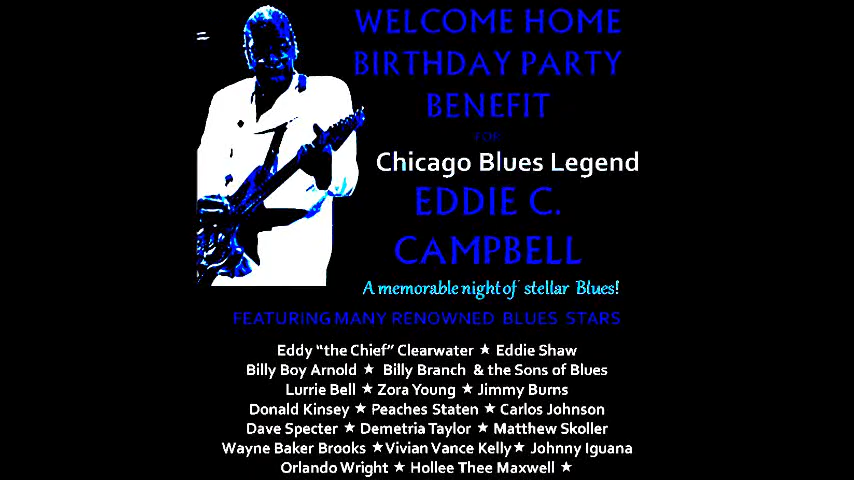 WELCOME HOME
BIRTHDAY PARTY
BENEFIT
FOR
Chicago Blues Legend
EDDIE C.
CAMPBELL
A memorable night of stellar Blues!
FEATURING MANY RENOWNED BLUES STARS
Eddy “the Chief” Clearwater ★ Eddie Shaw
Billy Boy Arnold ★ Billy Branch & the Sons of Blues
Lurrie Bell ★ Zora Young ★ Jimmy Burns
Donald Kinsey ★ Peaches Staten ★ Carlos Johnson
Dave Specter ★ Demetria Taylor ★ Matthew Skoller
Wayne Baker Brooks ★ Vivian Vance Kelly ★ Johnny Iguana
Orlando Wright ★ Hollee Thee Maxwell ★